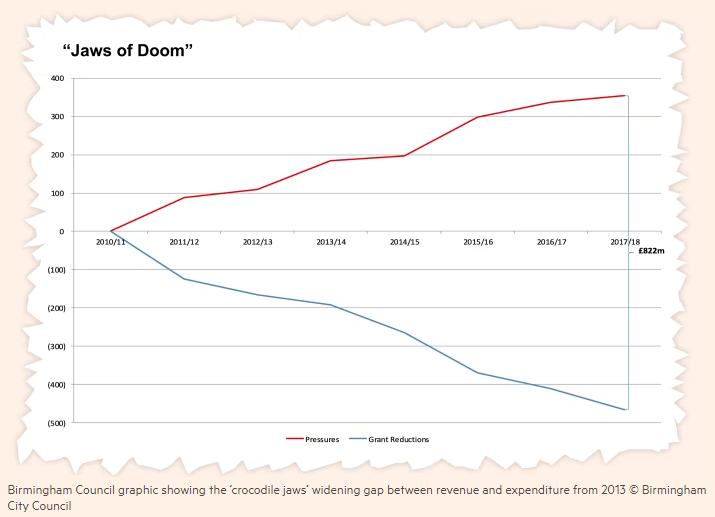 “Jaws of Doom”
400
300
200
100
0
2010/11 2011/12 2012/13 2013/14 2014/15 2015/16 2016/17 2017/18
£822m
(100)
(200)
(300)
(400)
(500)
Pressures Grant Reductions
Birmingham Council graphic showing the ‘crocodile jaws’ widening gap between revenue and expenditure from 2013 © Birmingham
City Council